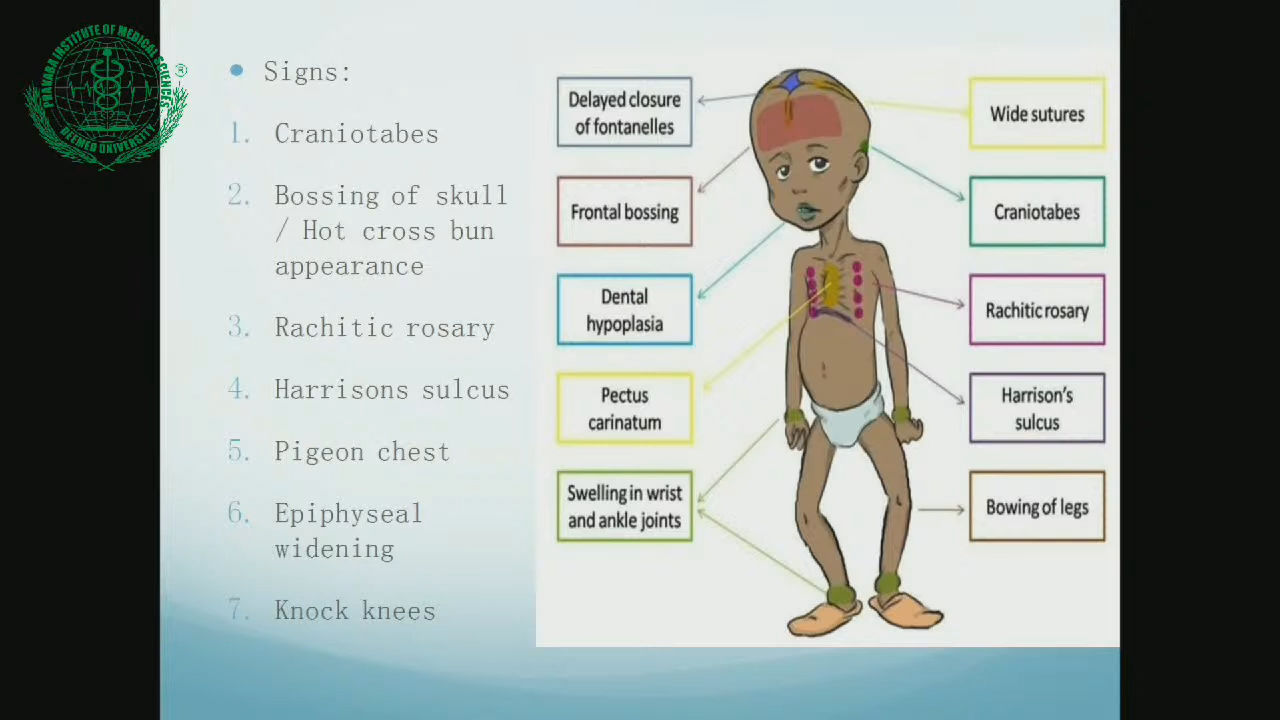 PRAVARA INSTITUTE OF MEDICAL SCIENCES
DEEMED UNIVERSITY
®
• Signs:
1. Craniotabes
2. Bossing of skull
/ Hot cross bun
appearance
3. Rachitic rosary
4. Harrisons sulcus
5. Pigeon chest
6. Epiphyseal
widening
7. Knock knees
Delayed closure
of fontanelles
Frontal bossing
Dental
hypoplasia
Pectus
carinatum
Swelling in wrist
and ankle joints
Wide sutures
Craniotabes
Rachitic rosary
Harrison's
sulcus
Bowing of legs